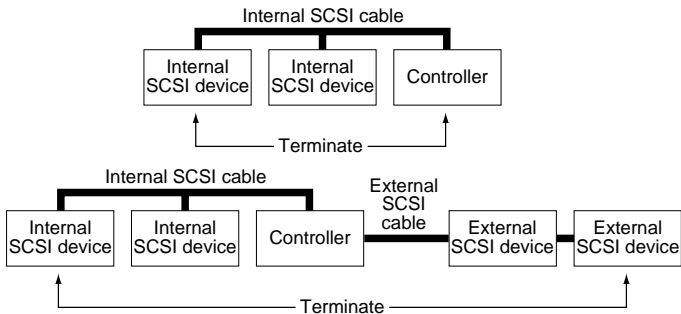 Internal SCSI cable
Internal
SCSI device
Internal
SCSI device
Controller
Terminate
Internal SCSI cable
External
SCSI
cable
Internal
SCSI device
Internal
SCSI device
Controller
External
SCSI device
External
SCSI device
Terminate